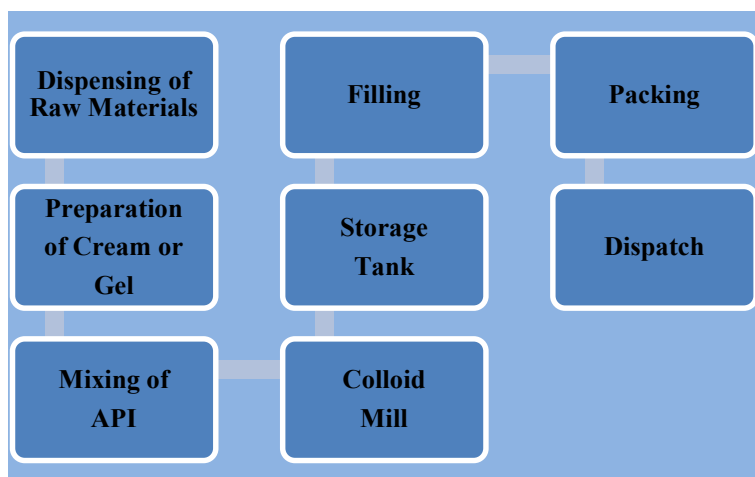 Dispensing of
Raw Materials
Preparation
of Cream or
Gel
Mixing of
API
Colloid
Mill
Storage
Tank
Filling
Packing
Dispatch